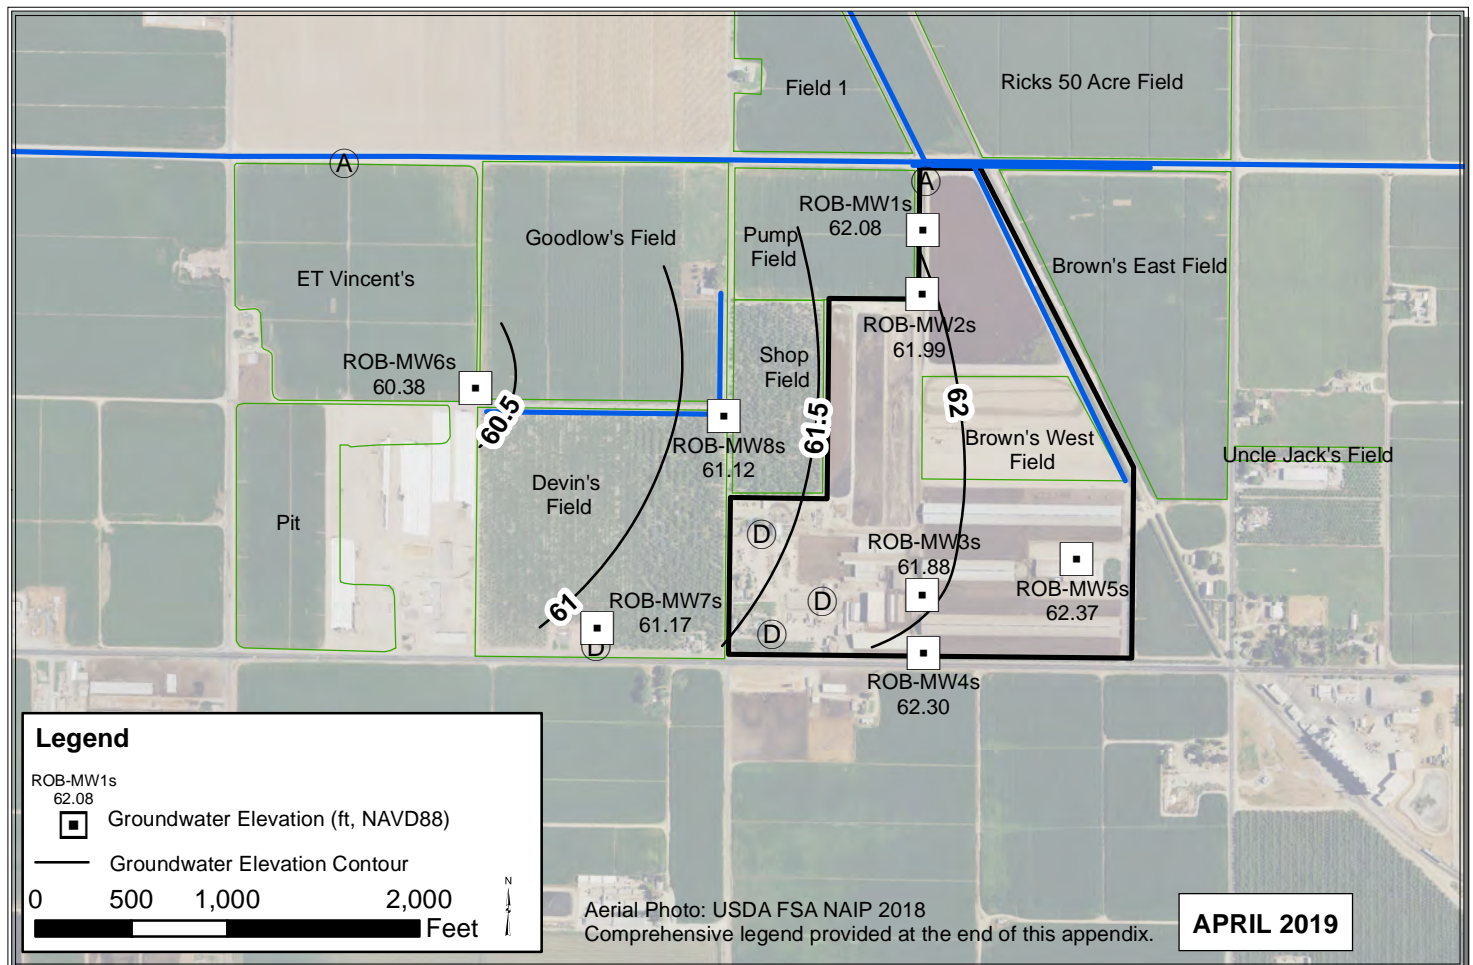 Field 1
Ricks 50 Acre Field
A
A
ROB-MW1s
62.08
Goodlow's Field
Pump
Field
ET Vincent's
Brown's East Field
ROB-MW2s
61.99
ROB-MW6s
60.38
Shop
Field
60.5
61.5
62
ROB-MW8s
61.12
Brown's West
Field
Uncle Jack's Field
Devin's
Field
Pit
D
ROB-MW3s
61.88
ROB-MW5s
62.37
61
ROB-MW7s
61.17
D
D
D
ROB-MW4s
62.30
Legend
ROB-MW1s
62.08
Groundwater Elevation (ft, NAVD88)
Groundwater Elevation Contour
0 500 1,000 2,000
Feet
N
Aerial Photo: USDA FSA NAIP 2018
Comprehensive legend provided at the end of this appendix.
APRIL 2019